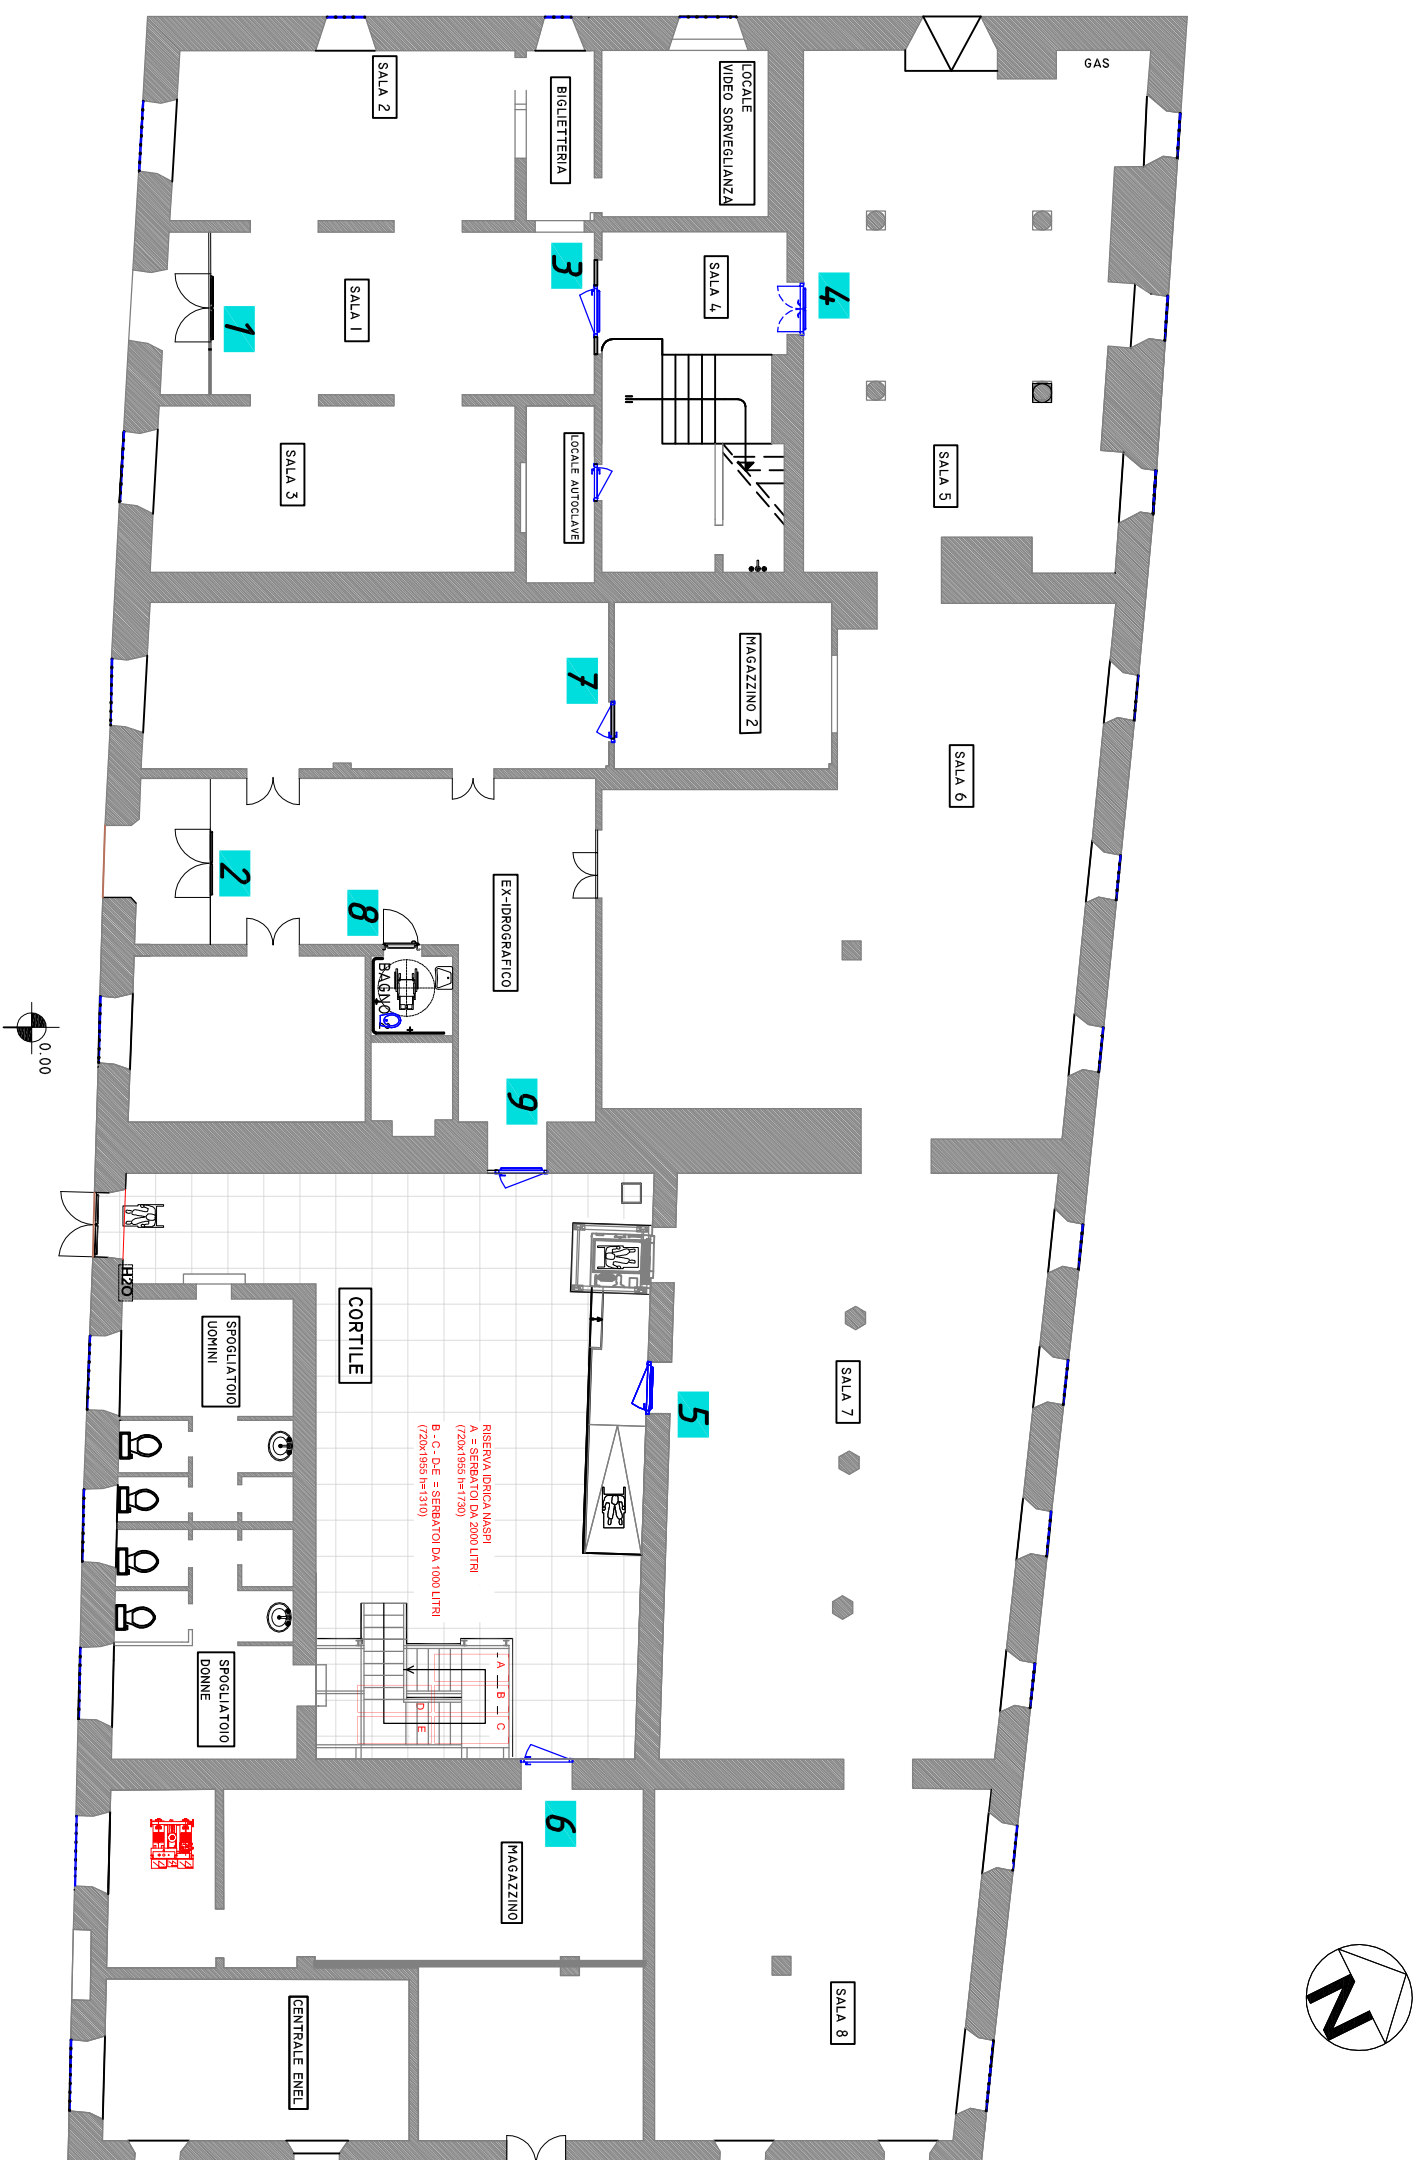 GAS
SALA 2
BIGLIETTERIA
LOCALE
VIDEO SORVEGLIANZA
3
SALA 4
4
1
SALA 1
SALA 3
LOCALE AUTOCLAVE
SALA 5
7
MAGAZZINO 2
SALA 6
2
8
EX-IDROGRAFICO
BAGNO
0.00
9
H2O
SPOGLIATOIO
UOMINI
CORTILE
5
SALA 7
RISERVA IDRICA NASPI
A = SERBATOI DA 2000 LITRI
(720x1955 h=1730)
B - C - D-E = SERBATOI DA 1000 LITRI
(720x1955 h=1310)
SPOGLIATOIO
DONNE
A
B
C
D
E
6
MAGAZZINO
CENTRALE ENEL
SALA 8
N